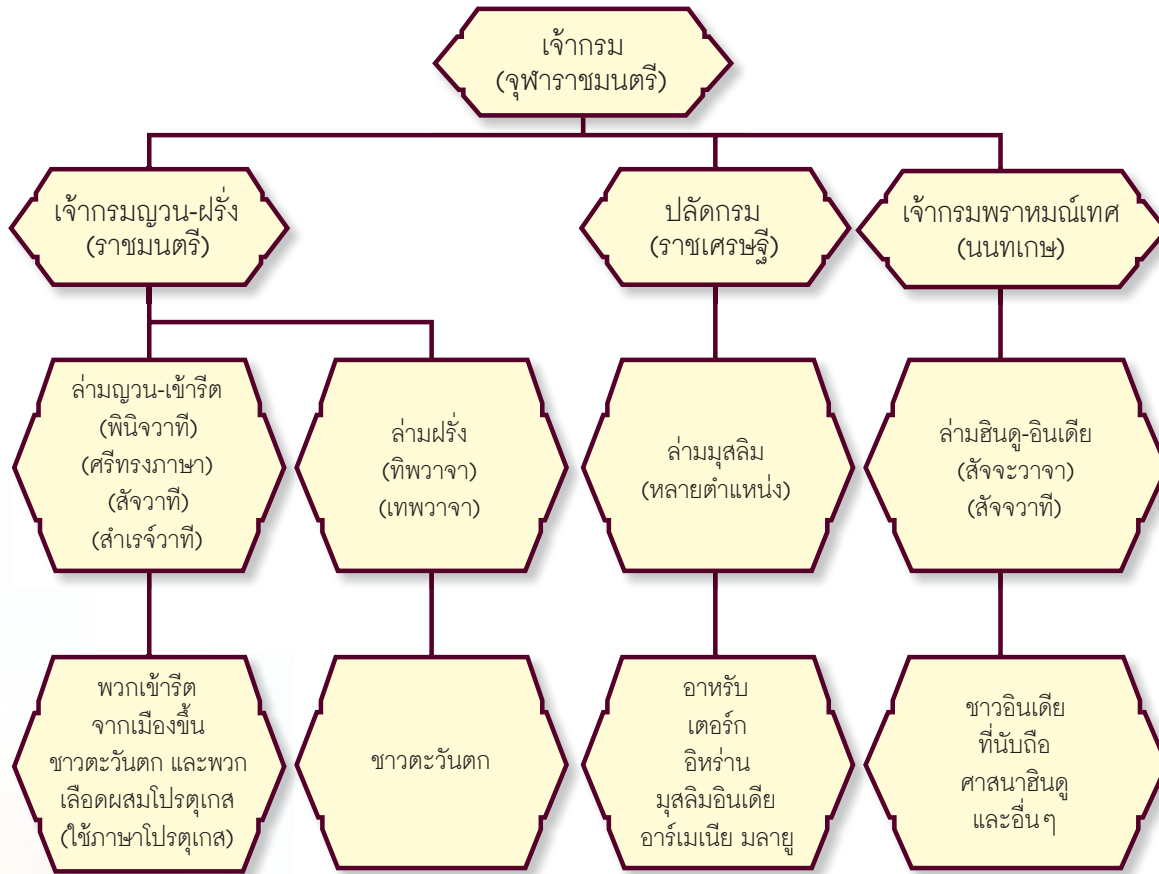 เจ้ากรม
(จุฬาราชมนตรี)
เจ้ากรมญวน-ฝรั่ง
(ราชมนตรี)
ปลัดกรม
(ราชเศรษฐี)
เจ้ากรมพราหมณ์เทศ
(นนทเกษ)
ล่ามญวน-เข้ารีต
(พินิจวาที)
(ศรีทรงภาษา)
(สัจวาที)
(สำเรจ์วาที)
ล่ามฝรั่ง
(ทิพวาจา)
(เทพวาจา)
ล่ามมุสลิม
(หลายตำแหน่ง)
ล่ามฮินดู-อินเดีย
(สัจจะวาจา)
(สัจจวาที)
พวกเข้ารีต
จากเมืองขึ้น
ชาวตะวันตก และพวก
เลือดผสมโปรตุเกส
(ใช้ภาษาโปรตุเกส)
ชาวตะวันตก
อาหรับ
เตอร์ก
อิหร่าน
มุสลิมอินเดีย
อาร์เมเนีย มลายู
ชาวอินเดีย
ที่นับถือ
ศาสนาฮินดู
และอื่นๆ